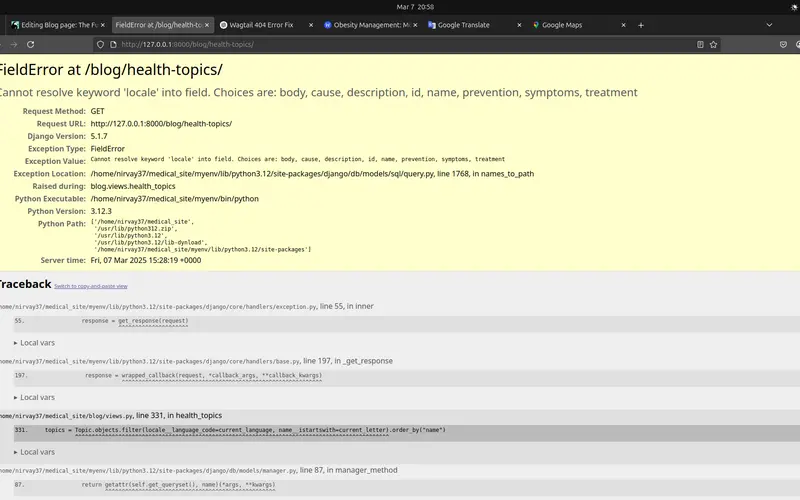 Mar 7 20:58
Editing Blog page: The Fu
FieldError at /blog/health-to
Wagtail 404 Error Fix
Obesity Management: Mi
Google Translate
Google Maps
http://127.0.0.1:8000/blog/health-topics/
FieldError at /blog/health-topics/
Cannot resolve keyword 'locale' into field. Choices are: body, cause, description, id, name, prevention, symptoms, treatment
Request Method: GET
Request URL: http://127.0.0.1:8000/blog/health-topics/
Django Version: 5.1.7
Exception Type: FieldError
Exception Value: Cannot resolve keyword 'locale' into field. Choices are: body, cause, description, id, name, prevention, symptoms, treatment
Exception Location: /home/nirvay37/medical_site/myenv/lib/python3.12/site-packages/django/db/models/sql/query.py, line 1768, in names_to_path
Raised during: blog.views.health_topics
Python Executable: /home/nirvay37/medical_site/myenv/bin/python
Python Version: 3.12.3
Python Path: ['/home/nirvay37/medical_site',
'/usr/lib/python312.zip',
'/usr/lib/python3.12',
'/usr/lib/python3.12/lib-dynload',
'/home/nirvay37/medical_site/myenv/lib/python3.12/site-packages']
Server time: Fri, 07 Mar 2025 15:28:19 +0000
Traceback Switch to copy-and-paste view
home/nirvay37/medical_site/myenv/lib/python3.12/site-packages/django/core/handlers/exception.py, line 55, in inner
55. response = get_response(request)
^^^^^^^^^^^^^^^^^^^^^
▸ Local vars
home/nirvay37/medical_site/myenv/lib/python3.12/site-packages/django/core/handlers/base.py, line 197, in _get_response
197. response = wrapped_callback(request, *callback_args, **callback_kwargs)
^^^^^^^^^^^^^^^^^^^^^^^^^^^^^^^^^^^^^^^^^^^^^^^^^^^^^^^^^
▸ Local vars
home/nirvay37/medical_site/blog/views.py, line 331, in health_topics
331. topics = Topic.objects.filter(locale__language_code=current_language, name__istartswith=current_letter).order_by("name")
^^^^^^^^^^^^^^^^^^^^^^^^^^^^^^^^^^^^^^^^^^^^^^^^^^^^^^^^^^^^^^^^^^^^^^^^^^^^^^^^^^^^^^^^^^^^^^
▸ Local vars
home/nirvay37/medical_site/myenv/lib/python3.12/site-packages/django/db/models/manager.py, line 87, in manager_method
87. return getattr(self.get_queryset(), name)(*args, **kwargs)
^^^^^^^^^^^^^^^^^^^^^^^^^^^^^^^^^^^^^^^^^^^^^^^^^^^